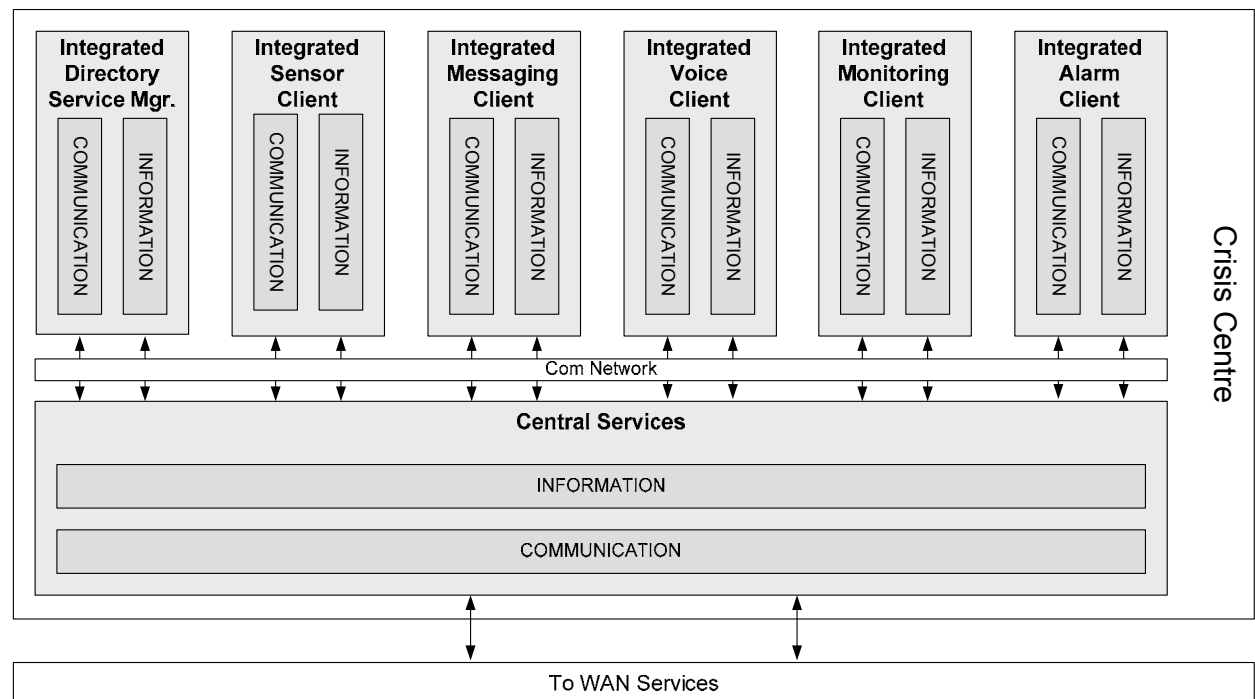 Integrated
Directory
Service Mgr.
COMMUNICATION
INFORMATION
Integrated
Sensor
Client
COMMUNICATION
INFORMATION
Integrated
Messaging
Client
COMMUNICATION
INFORMATION
Integrated
Voice
Client
COMMUNICATION
INFORMATION
Integrated
Monitoring
Client
COMMUNICATION
INFORMATION
Integrated
Alarm
Client
COMMUNICATION
INFORMATION
Crisis Centre
Com Network
Central Services
INFORMATION
COMMUNICATION
To WAN Services